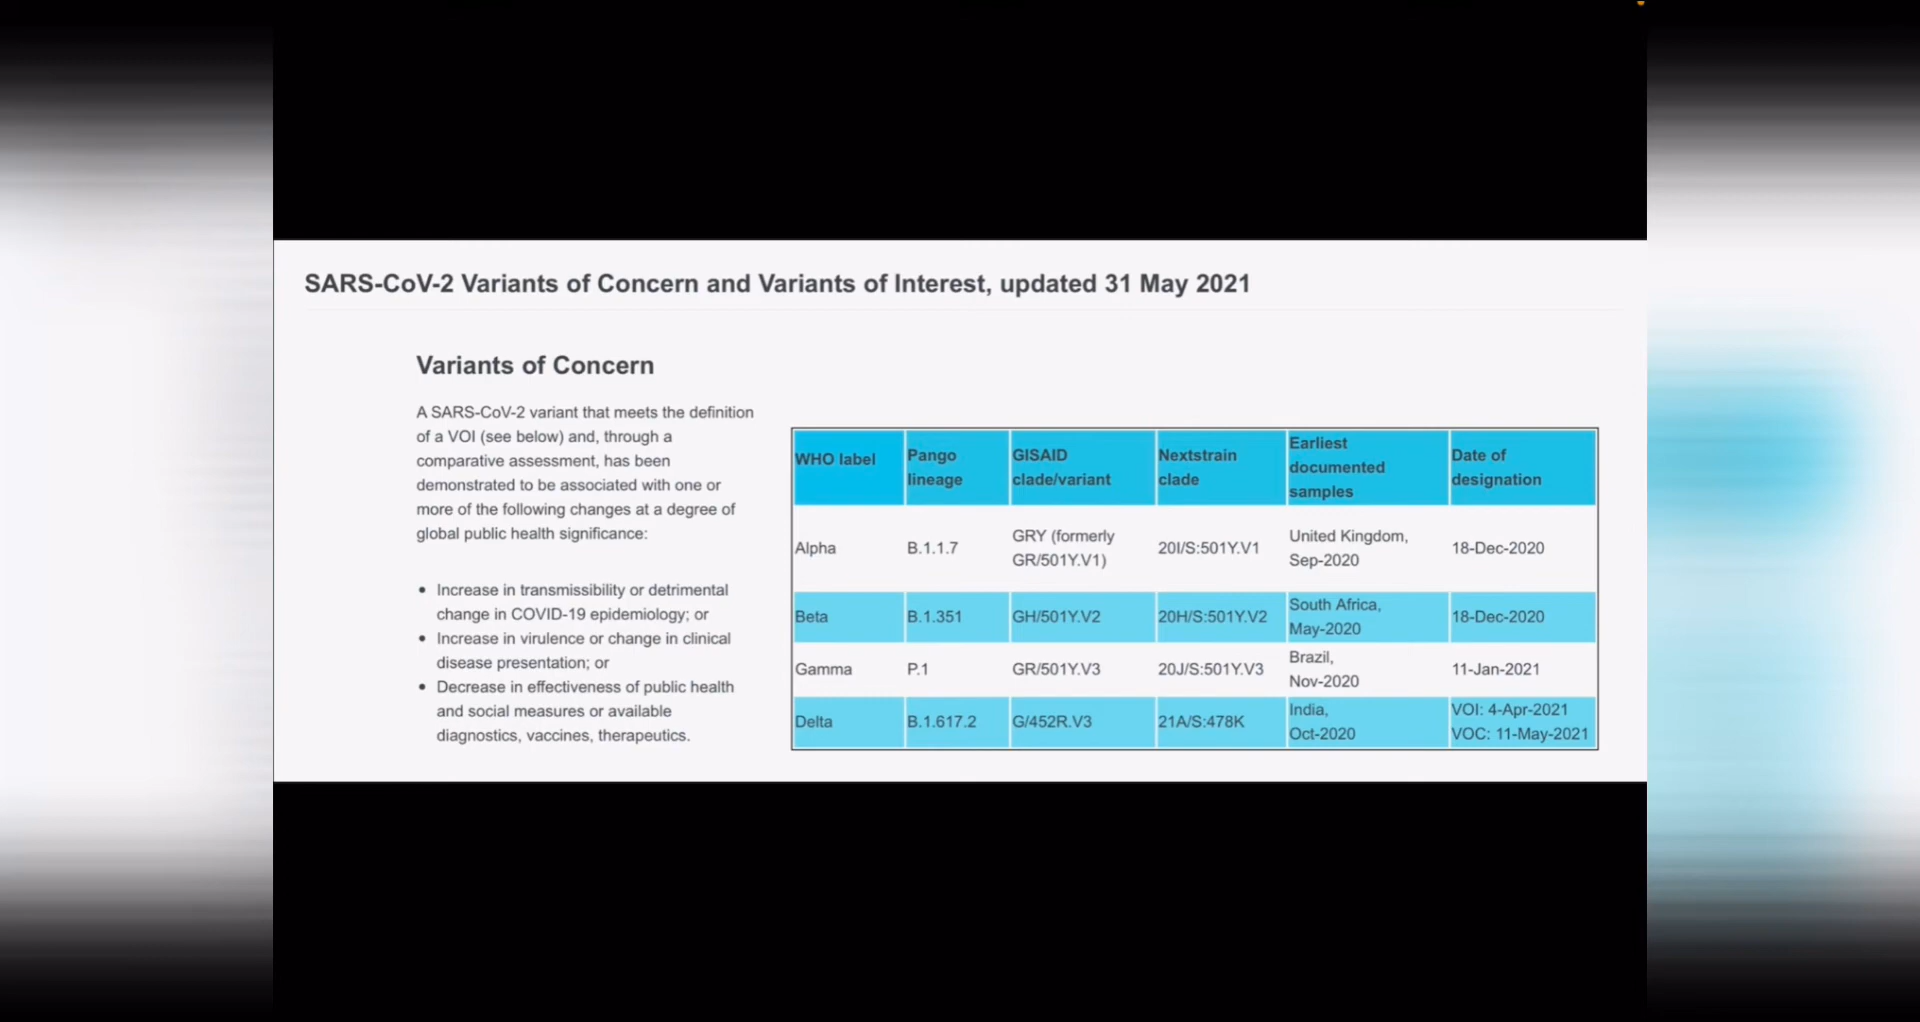 SARS-CoV-2 Variants of Concern and Variants of Interest, updated 31 May 2021
Variants of Concern
A SARS-CoV-2 variant that meets the definition
of a VOI (see below) and, through a
comparative assessment, has been
demonstrated to be associated with one or
more of the following changes at a degree of
global public health significance:
• Increase in transmissibility or detrimental
change in COVID-19 epidemiology; or
• Increase in virulence or change in clinical
disease presentation; or
• Decrease in effectiveness of public health
and social measures or available
diagnostics, vaccines, therapeutics.
WHO label
Pango
lineage
GISAID
clade/variant
Nextstrain
clade
Earliest
documented
samples
Date of
designation
Alpha
B.1.1.7
GRY (formerly
GR/501Y.V1)
20I/S:501Y.V1
United Kingdom,
Sep-2020
18-Dec-2020
Beta
B.1.351
GH/501Y.V2
20H/S:501Y.V2
South Africa,
May-2020
18-Dec-2020
Gamma
P.1
GR/501Y.V3
20J/S:501Y.V3
Brazil,
Nov-2020
11-Jan-2021
Delta
B.1.617.2
G/452R.V3
21A/S:478K
India,
Oct-2020
VOI: 4-Apr-2021
VOC: 11-May-2021